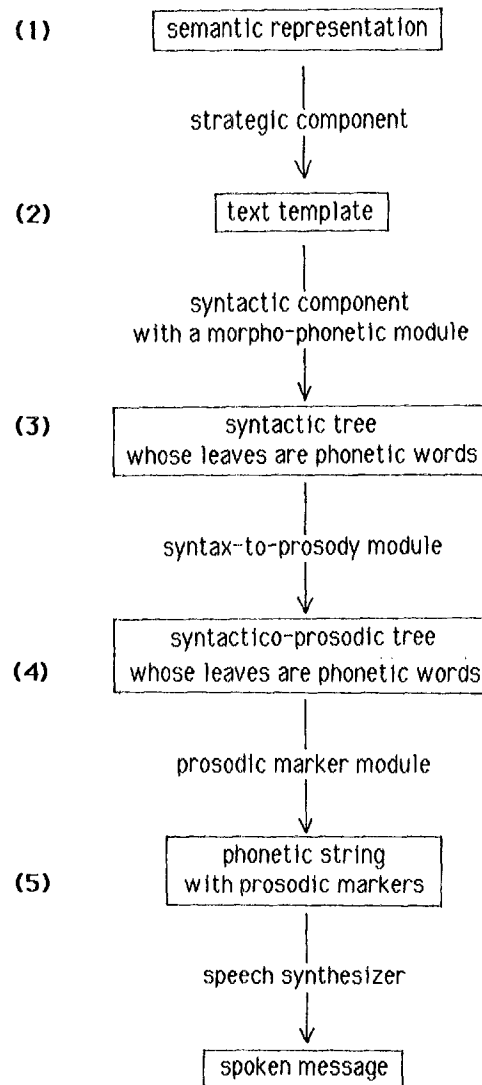 (1) semantic representation
strategic component
(2) text template
syntactic component
with a morpho-phonetic module
(3) syntactic tree
whose leaves are phonetic words
syntax-to-prosody module
syntactico-prosodic tree
(4) whose leaves are phonetic words
prosodic marker module
phonetic string
(5) with prosodic markers
speech synthesizer
spoken message